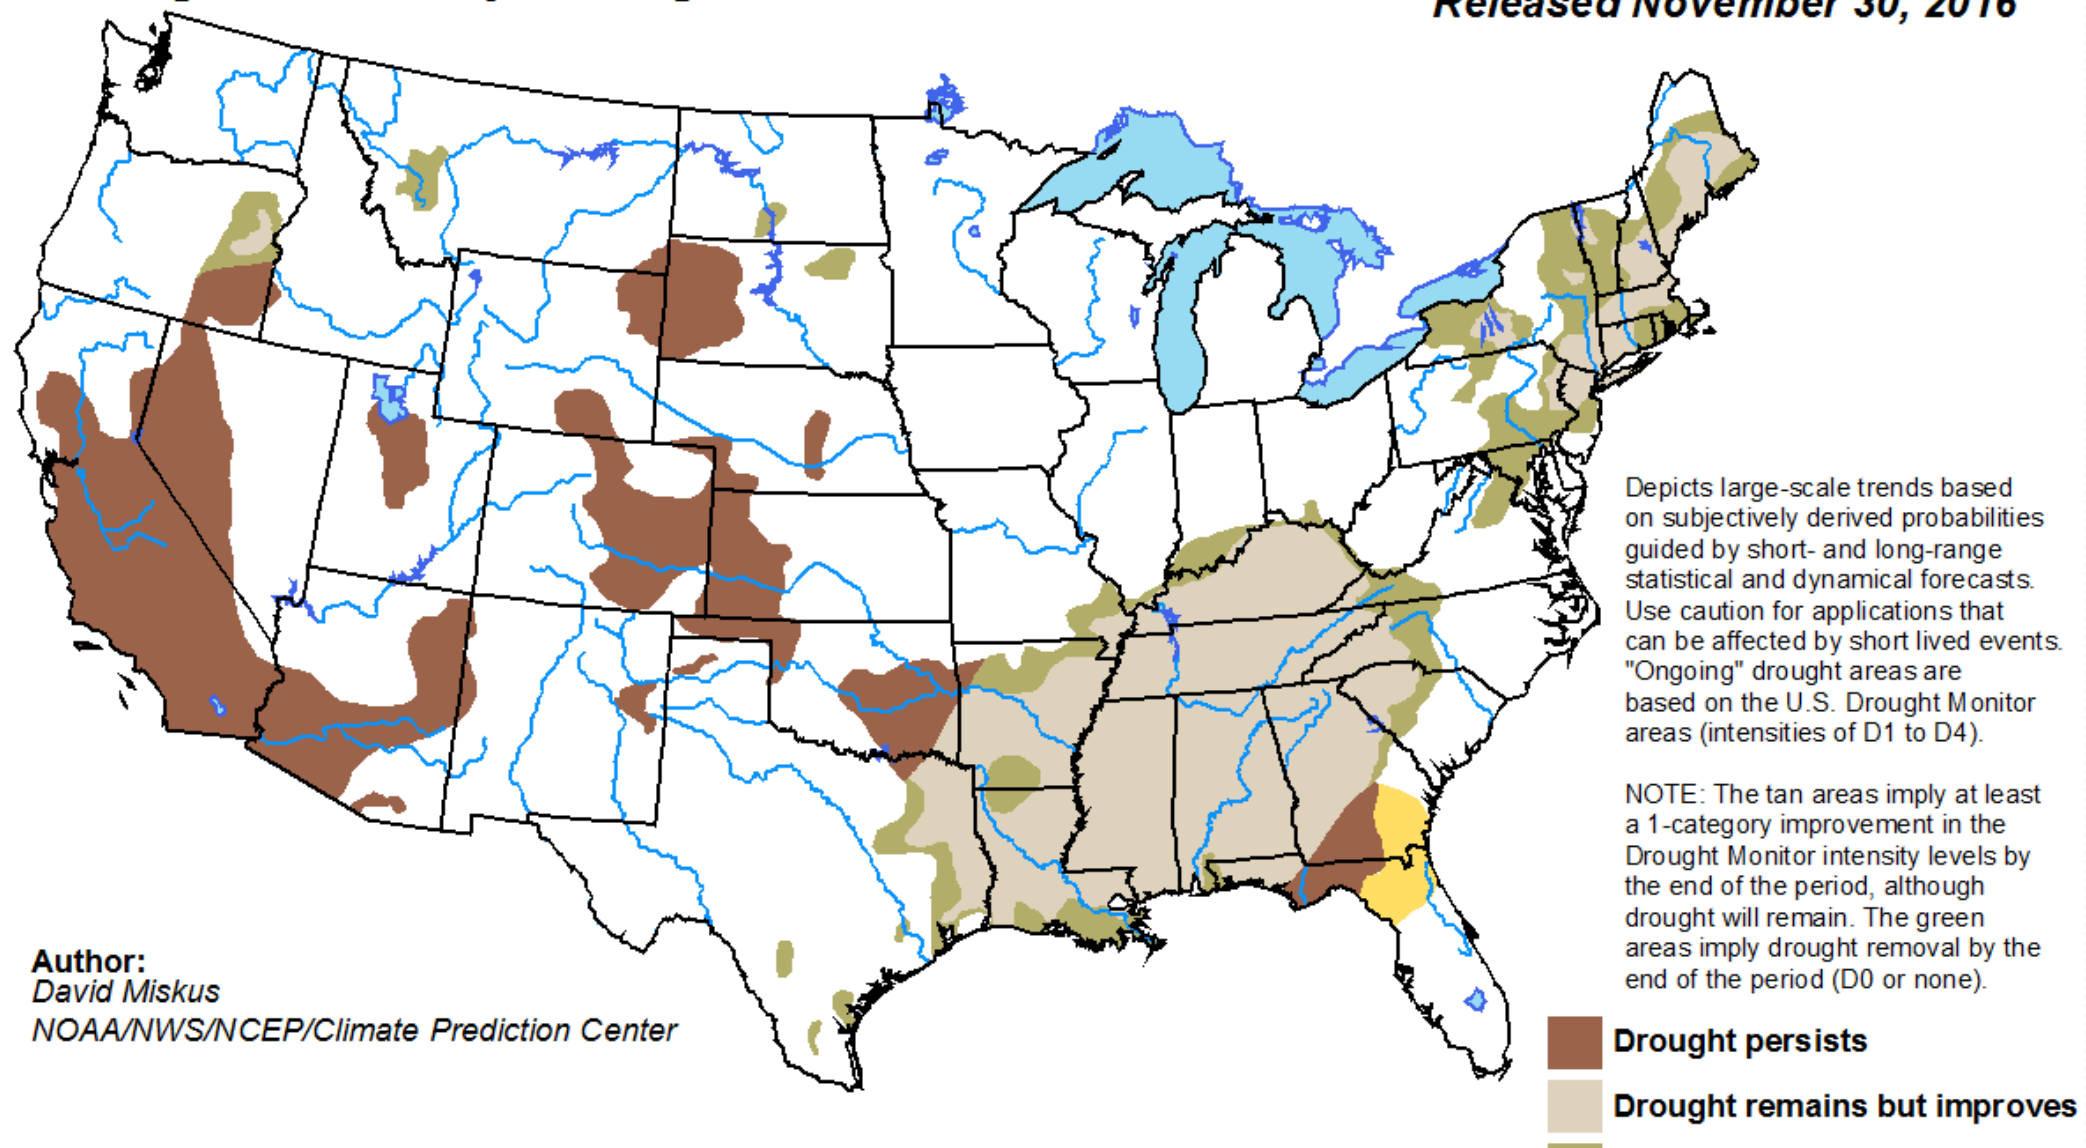 Released November 30, 2016
Depicts large-scale trends based
on subjectively derived probabilities
guided by short- and long-range
statistical and dynamical forecasts.
Use caution for applications that
can be affected by short lived events.
"Ongoing" drought areas are
based on the U.S. Drought Monitor
areas (intensities of D1 to D4).
NOTE: The tan areas imply at least
a 1-category improvement in the
Drought Monitor intensity levels by
the end of the period, although
drought will remain. The green
areas imply drought removal by the
end of the period (D0 or none).
Author:
David Miskus
NOAA/NWS/NCEP/Climate Prediction Center
Drought persists
Drought remains but improves